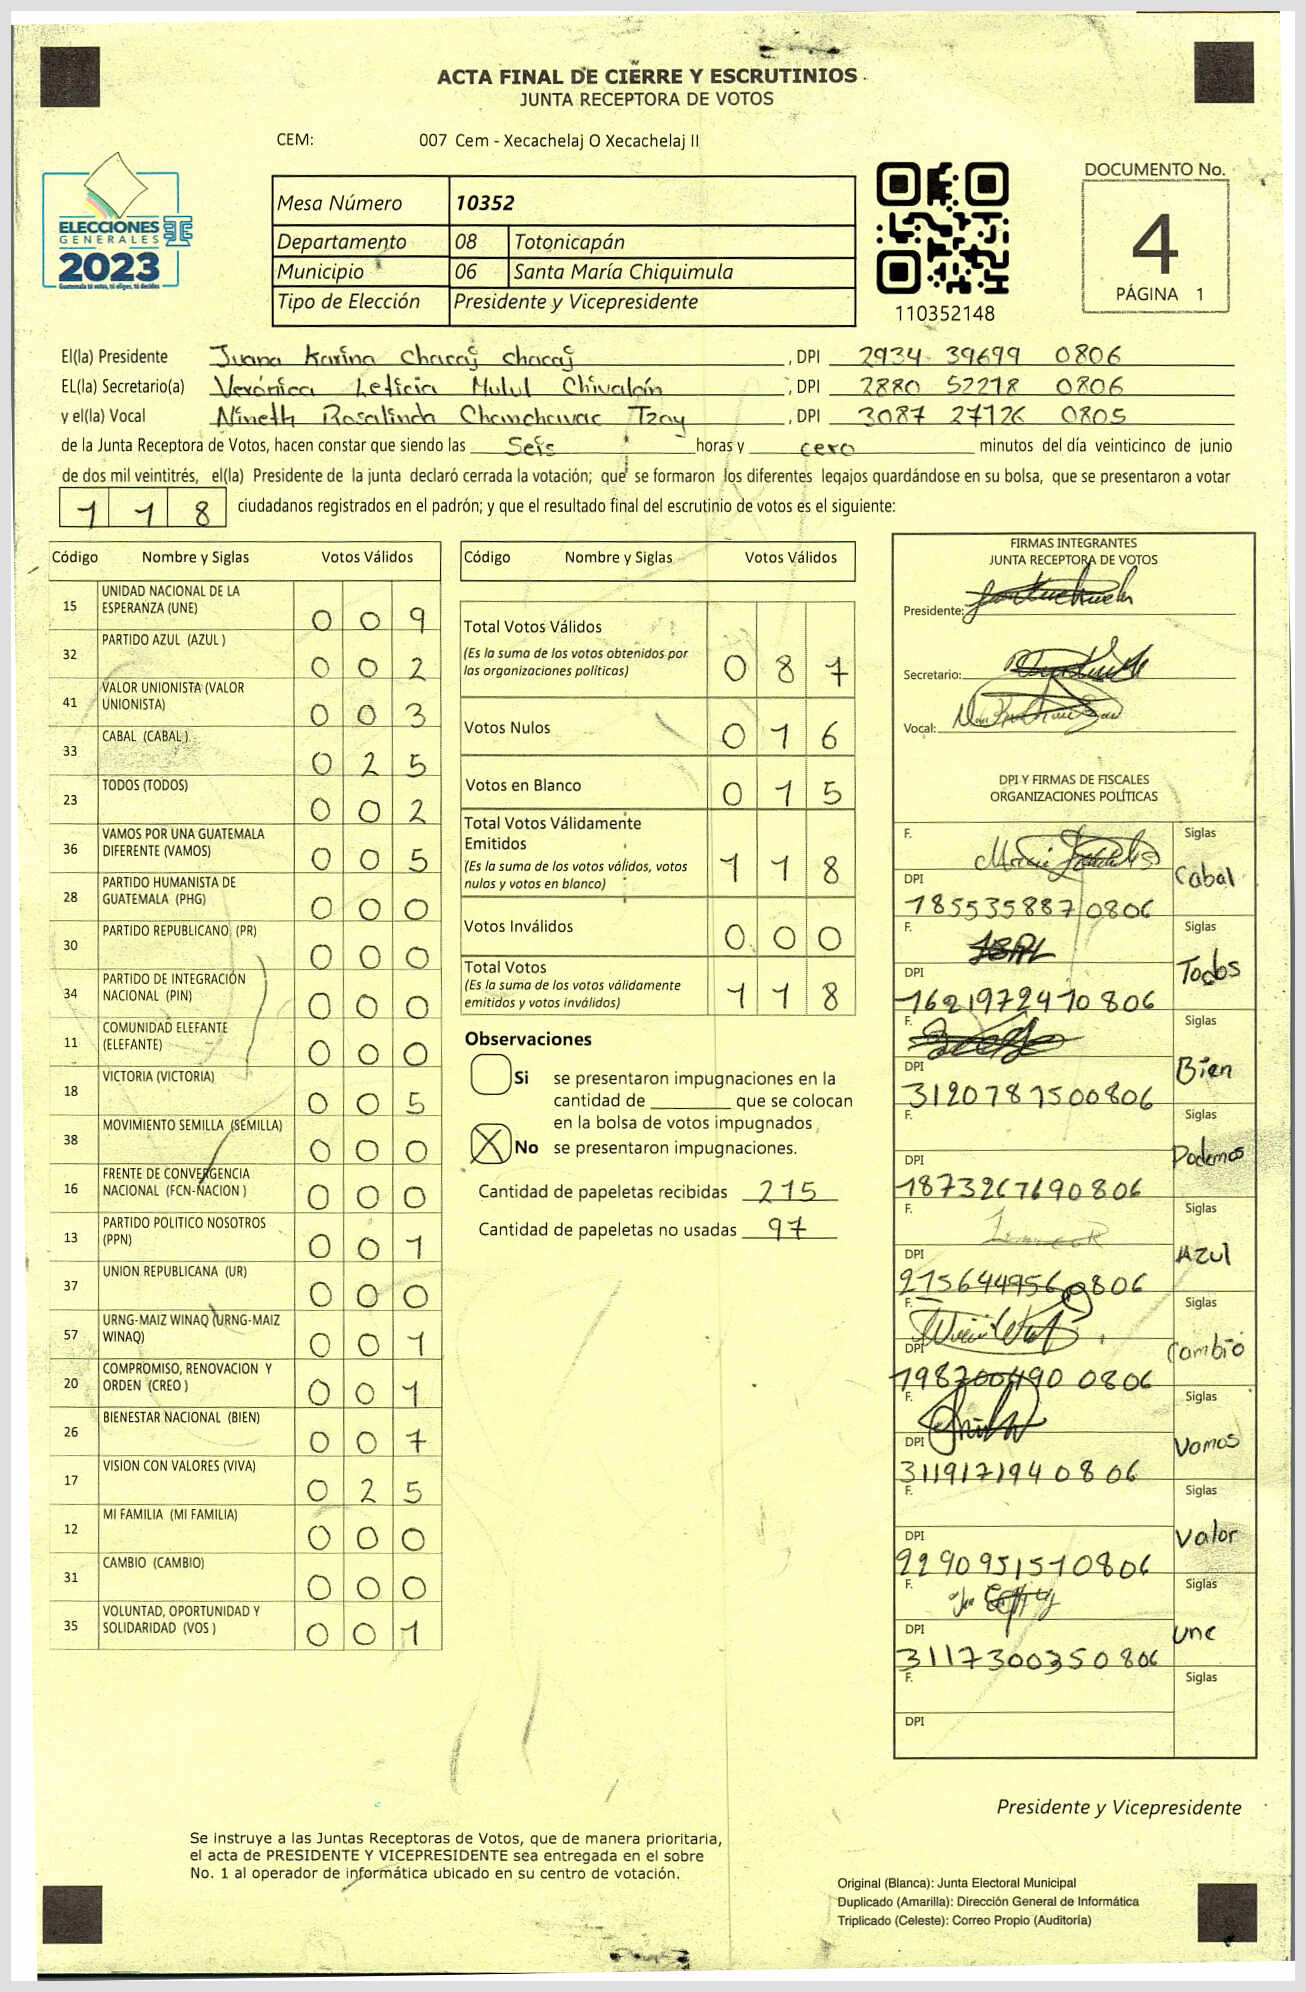 ACTA FINAL DE CIERRE Y ESCRUTINIOS
JUNTA RECEPTORA DE VOTOS
CEM: 007 Cem - Xecachelaj O Xecachelaj II
DOCUMENTO No.
4
PÁGINA 1
ELECCIONES
GENERALES
2023
Guatemala tú votas, tú eliges, tú decides
Mesa Número 10352
Departamento 08 Totonicapán
Municipio 06 Santa María Chiquimula
Tipo de Elección Presidente y Vicepresidente
110352148
El(la) Presidente Juana Karina Chacaj chacaj, DPI 2934 39699 0806
EL(la) Secretario(a) Verónica Leticia Mulul Chivalán, DPI 2880 52218 0806
y el(la) Vocal Nineth Rosalinda Chanchavac Tzoy, DPI 3087 27126 0805
de la Junta Receptora de Votos, hacen constar que siendo las Seis horas y cero minutos del día veinticinco de junio
de dos mil veintitrés, el(la) Presidente de la junta declaró cerrada la votación; que se formaron los diferentes legajos guardándose en su bolsa, que se presentaron a votar
118 ciudadanos registrados en el padrón; y que el resultado final del escrutinio de votos es el siguiente:
Código Nombre y Siglas Votos Válidos
15 UNIDAD NACIONAL DE LA
ESPERANZA (UNE) 0 0 9
32 PARTIDO AZUL (AZUL ) 0 0 2
41 VALOR UNIONISTA (VALOR
UNIONISTA) 0 0 3
33 CABAL (CABAL ) 0 2 5
23 TODOS (TODOS) 0 0 2
36 VAMOS POR UNA GUATEMALA
DIFERENTE (VAMOS) 0 0 5
28 PARTIDO HUMANISTA DE
GUATEMALA (PHG) 0 0 0
30 PARTIDO REPUBLICANO (PR) 0 0 0
34 PARTIDO DE INTEGRACIÓN
NACIONAL (PIN) 0 0 0
11 COMUNIDAD ELEFANTE
(ELEFANTE) 0 0 0
18 VICTORIA (VICTORIA) 0 0 5
38 MOVIMIENTO SEMILLA (SEMILLA) 0 0 0
16 FRENTE DE CONVERGENCIA
NACIONAL (FCN-NACION ) 0 0 0
13 PARTIDO POLITICO NOSOTROS
(PPN) 0 0 1
37 UNION REPUBLICANA (UR) 0 0 0
57 URNG-MAIZ WINAQ (URNG-MAIZ
WINAQ) 0 0 1
20 COMPROMISO, RENOVACION Y
ORDEN (CREO ) 0 0 1
26 BIENESTAR NACIONAL (BIEN) 0 0 7
17 VISION CON VALORES (VIVA) 0 2 5
12 MI FAMILIA (MI FAMILIA) 0 0 0
31 CAMBIO (CAMBIO) 0 0 0
35 VOLUNTAD, OPORTUNIDAD Y
SOLIDARIDAD (VOS ) 0 0 1
Código Nombre y Siglas Votos Válidos
Total Votos Válidos
(Es la suma de los votos obtenidos por
las organizaciones políticas) 0 8 7
Votos Nulos 0 1 6
Votos en Blanco 0 1 5
Total Votos Válidamente
Emitidos
(Es la suma de los votos válidos, votos
nulos y votos en blanco) 1 1 8
Votos Inválidos 0 0 0
Total Votos
(Es la suma de los votos válidamente
emitidos y votos inválidos) 1 1 8
Observaciones
Si se presentaron impugnaciones en la
cantidad de ________ que se colocan
en la bolsa de votos impugnados
X No se presentaron impugnaciones.
Cantidad de papeletas recibidas 215
Cantidad de papeletas no usadas 97
FIRMAS INTEGRANTES
JUNTA RECEPTORA DE VOTOS
Presidente:
Secretario:
Vocal:
DPI Y FIRMAS DE FISCALES
ORGANIZACIONES POLÍTICAS
F. Siglas
Cabal
DPI
1855358870806
F. Siglas
Todos
DPI
1621972410806
F. Siglas
Bien
DPI
3120787500806
F. Siglas
Podemos
DPI
1873267690806
F. Siglas
Azul
DPI
2156449560806
F. Siglas
Cambio
DPI
198700490 0806
F. Siglas
Vamos
DPI
3119171940806
F. Siglas
Valor
DPI
2290951510806
F. Siglas
une
DPI
3117300350806
F. Siglas
DPI
Presidente y Vicepresidente
Se instruye a las Juntas Receptoras de Votos, que de manera prioritaria,
el acta de PRESIDENTE Y VICEPRESIDENTE sea entregada en el sobre
No. 1 al operador de informática ubicado en su centro de votación.
Original (Blanca): Junta Electoral Municipal
Duplicado (Amarilla): Dirección General de Informática
Triplicado (Celeste): Correo Propio (Auditoría)